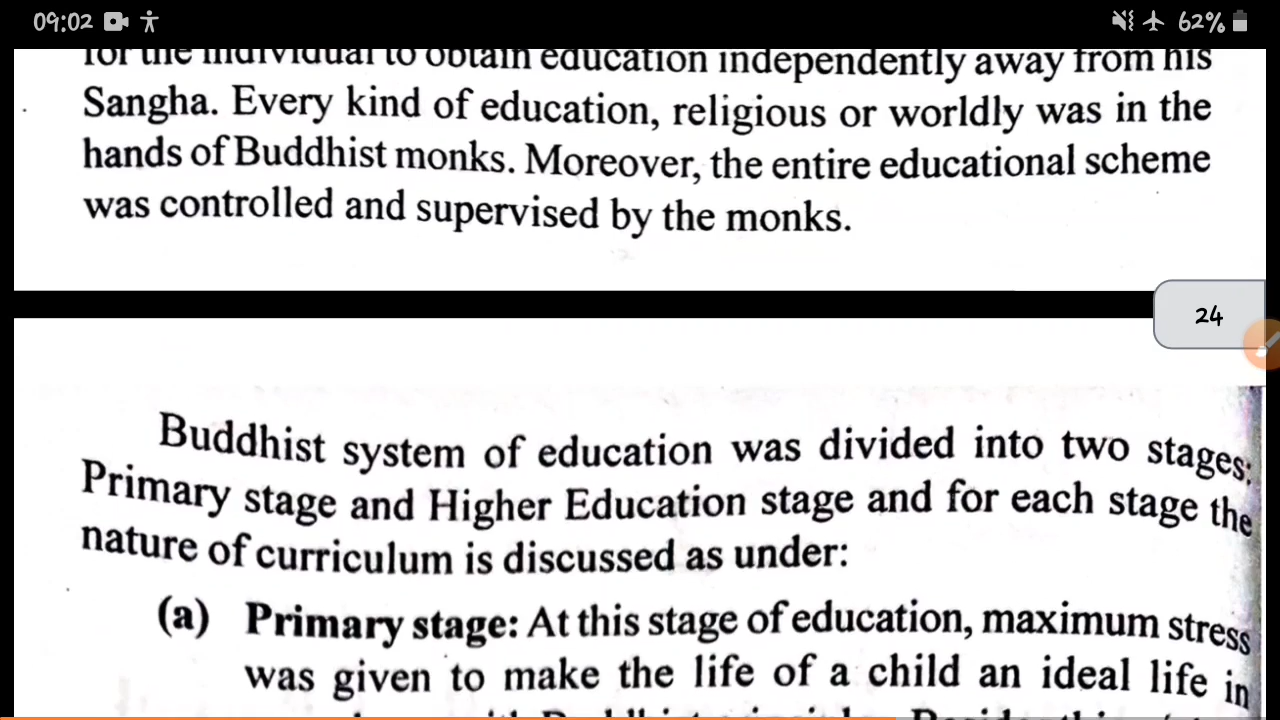 09:02
62%
for the individual to obtain education independently away from his
Sangha. Every kind of education, religious or worldly was in the
hands of Buddhist monks. Moreover, the entire educational scheme
was controlled and supervised by the monks.
24
Buddhist system of education was divided into two stages:
Primary stage and Higher Education stage and for each stage the
nature of curriculum is discussed as under:
(a) Primary stage: At this stage of education, maximum stress
was given to make the life of a child an ideal life in